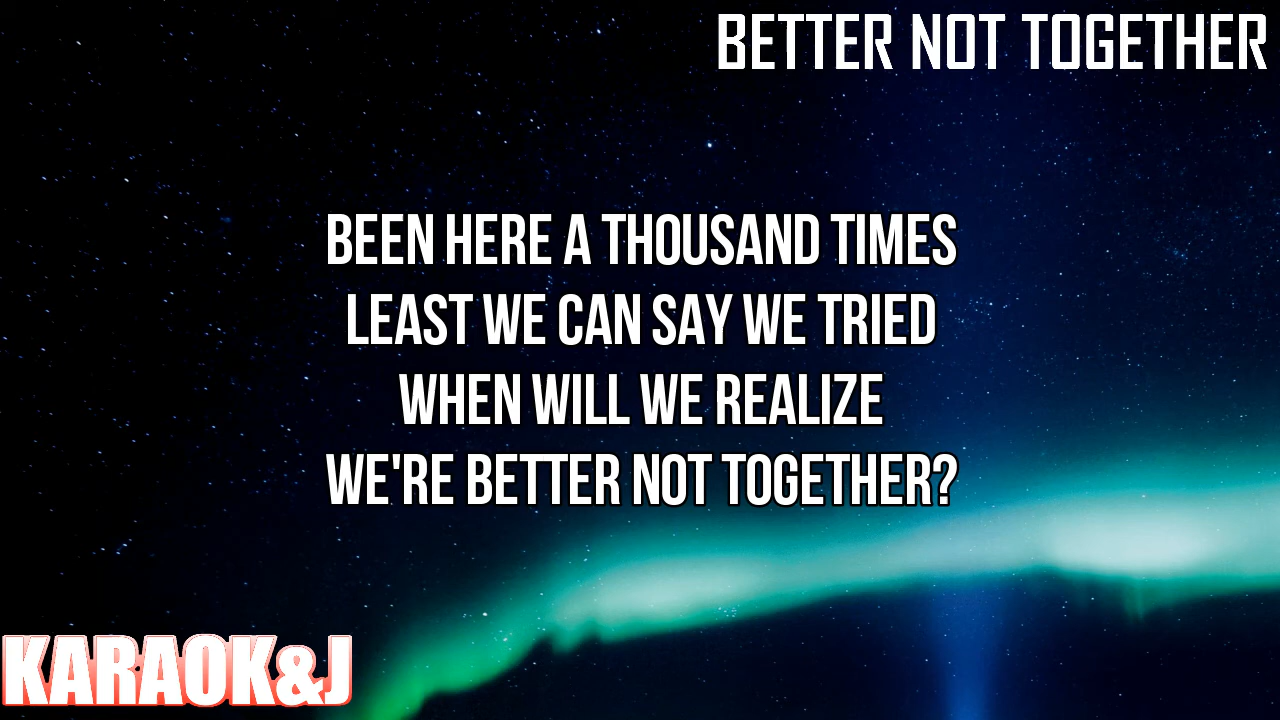 BETTER NOT TOGETHER
BEEN HERE A THOUSAND TIMES
LEAST WE CAN SAY WE TRIED
WHEN WILL WE REALIZE
WE'RE BETTER NOT TOGETHER?
KARAOK&J